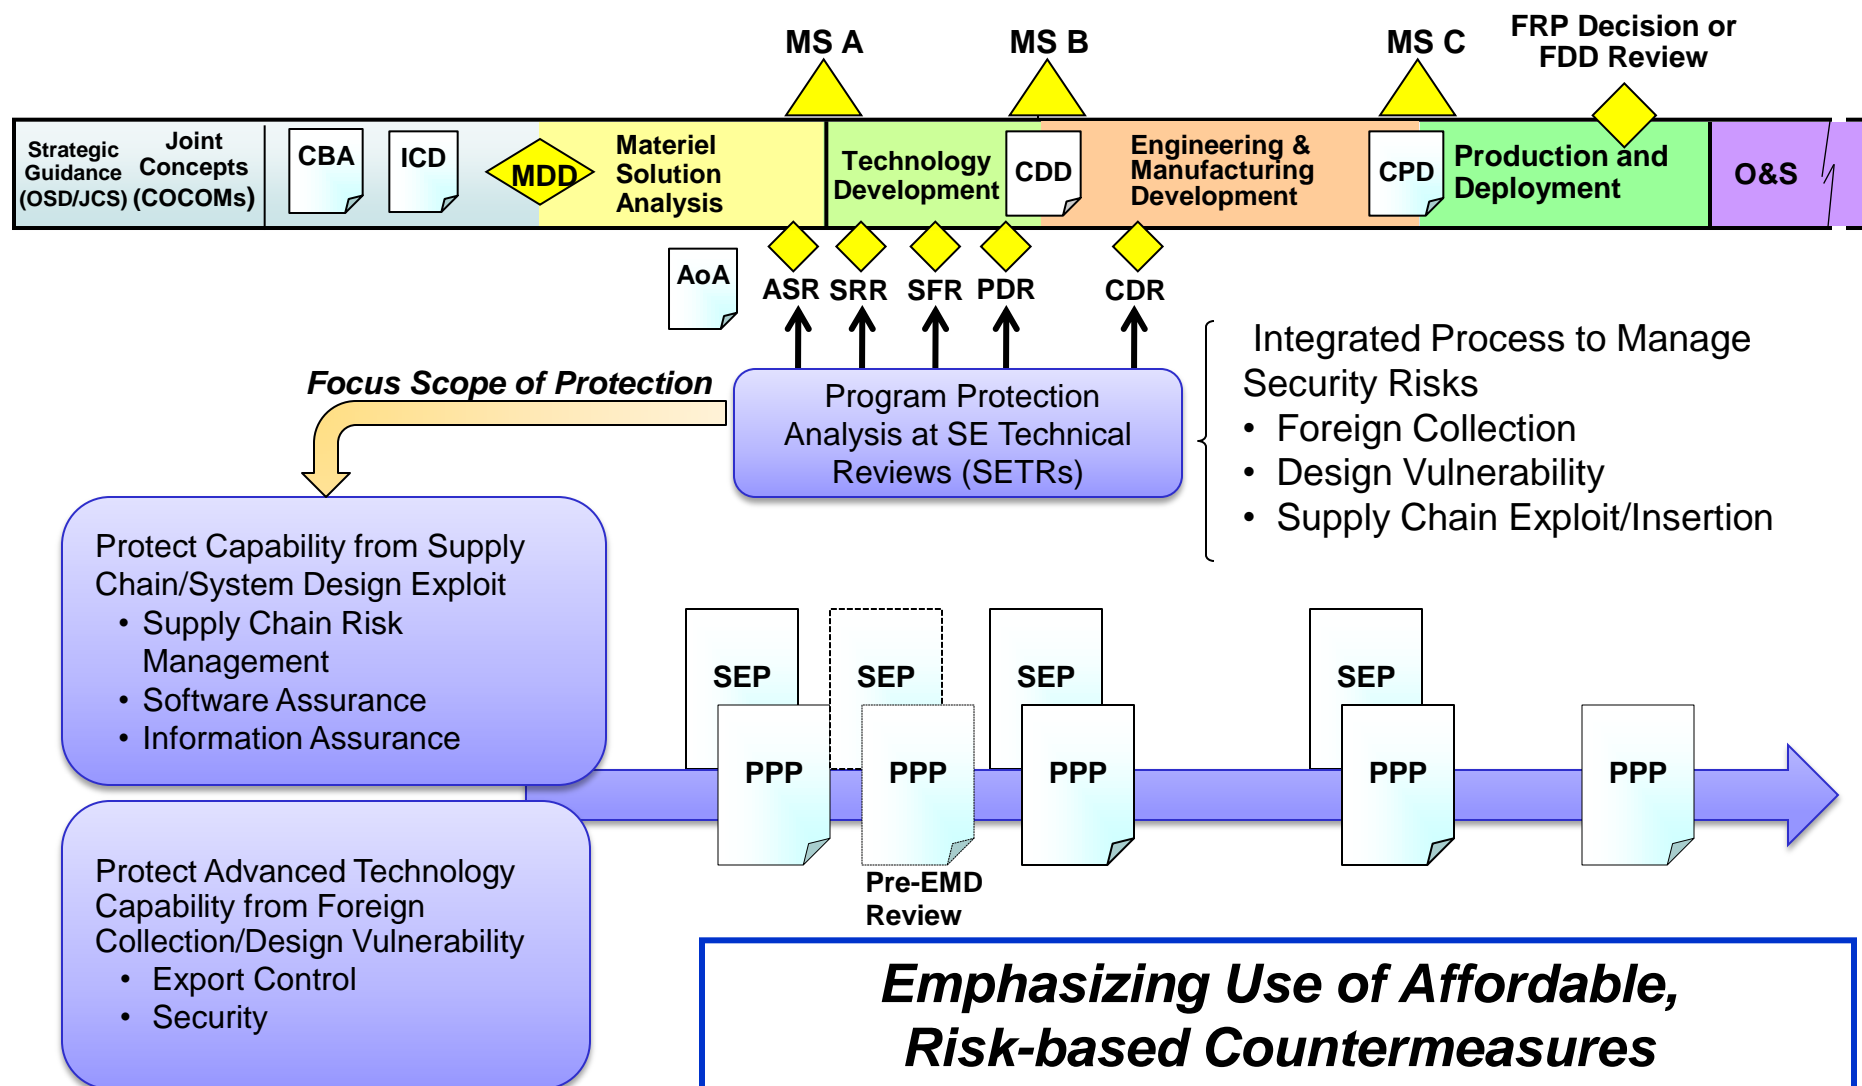 MS A
MS B
MS C
FRP Decision or
FDD Review
Strategic
Guidance
(OSD/JCS)
Joint
Concepts
(COCOMs)
CBA
ICD
MDD
Materiel
Solution
Analysis
Technology
Development
CDD
Engineering &
Manufacturing
Development
CPD
Production and
Deployment
O&S
AoA
ASR
SRR
SFR
PDR
CDR
Focus Scope of Protection
Program Protection
Analysis at SE Technical
Reviews (SETRs)
Integrated Process to Manage
Security Risks
• Foreign Collection
• Design Vulnerability
• Supply Chain Exploit/Insertion
Protect Capability from Supply
Chain/System Design Exploit
• Supply Chain Risk
Management
• Software Assurance
• Information Assurance
SEP
SEP
SEP
SEP
PPP
PPP
PPP
PPP
PPP
Pre-EMD
Review
Protect Advanced Technology
Capability from Foreign
Collection/Design Vulnerability
• Export Control
• Security
Emphasizing Use of Affordable,
Risk-based Countermeasures